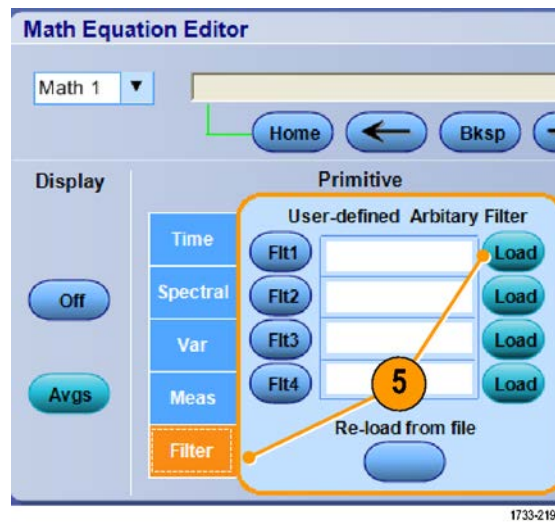 Math Equation Editor
Math 1
Home
Bksp
Display
Primitive
User-defined Arbitary Filter
Time
Spectral
Var
Meas
Filter
Off
Avgs
Flt1
Load
Flt2
Load
Flt3
Load
Flt4
Load
5
Re-load from file
1733-219